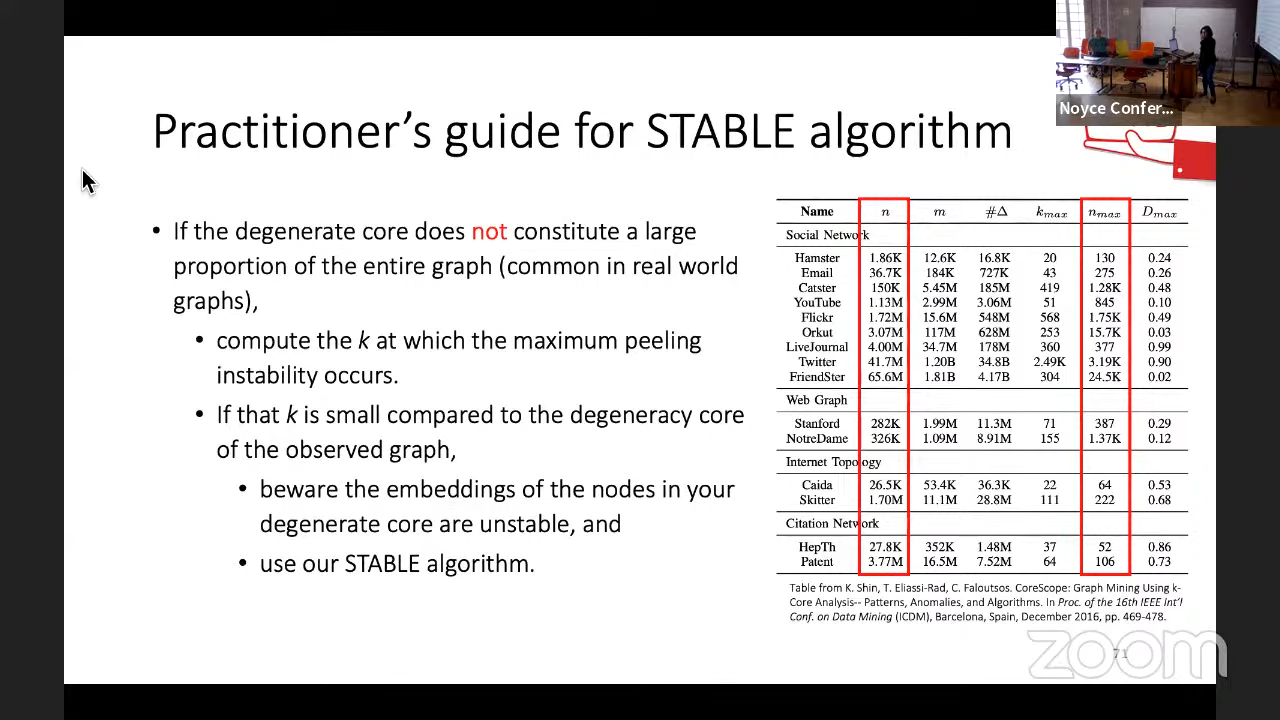 Noyce Confer...
Practitioner's guide for STABLE algorithm
• If the degenerate core does not constitute a large
proportion of the entire graph (common in real world
graphs),
• compute the k at which the maximum peeling
instability occurs.
• If that k is small compared to the degeneracy core
of the observed graph,
• beware the embeddings of the nodes in your
degenerate core are unstable, and
• use our STABLE algorithm.
Name n m #Δ kmax nmax Dmax
Social Network
Hamster 1.86K 12.6K 16.8K 20 130 0.24
Email 36.7K 184K 727K 43 275 0.26
Catster 150K 5.45M 185M 419 1.28K 0.48
YouTube 1.13M 2.99M 3.06M 51 845 0.10
Flickr 1.72M 15.6M 548M 568 1.75K 0.49
Orkut 3.07M 117M 628M 253 15.7K 0.03
LiveJournal 4.00M 34.7M 178M 360 377 0.99
Twitter 41.7M 1.20B 34.8B 2.49K 3.19K 0.90
FriendSter 65.6M 1.81B 4.17B 304 24.5K 0.02
Web Graph
Stanford 282K 1.99M 11.3M 71 387 0.29
NotreDame 326K 1.09M 8.91M 155 1.37K 0.12
Internet Topology
Caida 26.5K 53.4K 36.3K 22 64 0.53
Skitter 1.70M 11.1M 28.8M 111 222 0.68
Citation Network
HepTh 27.8K 352K 1.48M 37 52 0.86
Patent 3.77M 16.5M 7.52M 64 106 0.73
Table from K. Shin, T. Eliassi-Rad, C. Faloutsos. CoreScope: Graph Mining Using k-
Core Analysis-- Patterns, Anomalies, and Algorithms. In Proc. of the 16th IEEE Int'l
Conf. on Data Mining (ICDM), Barcelona, Spain, December 2016, pp. 469-478.
71
zoom